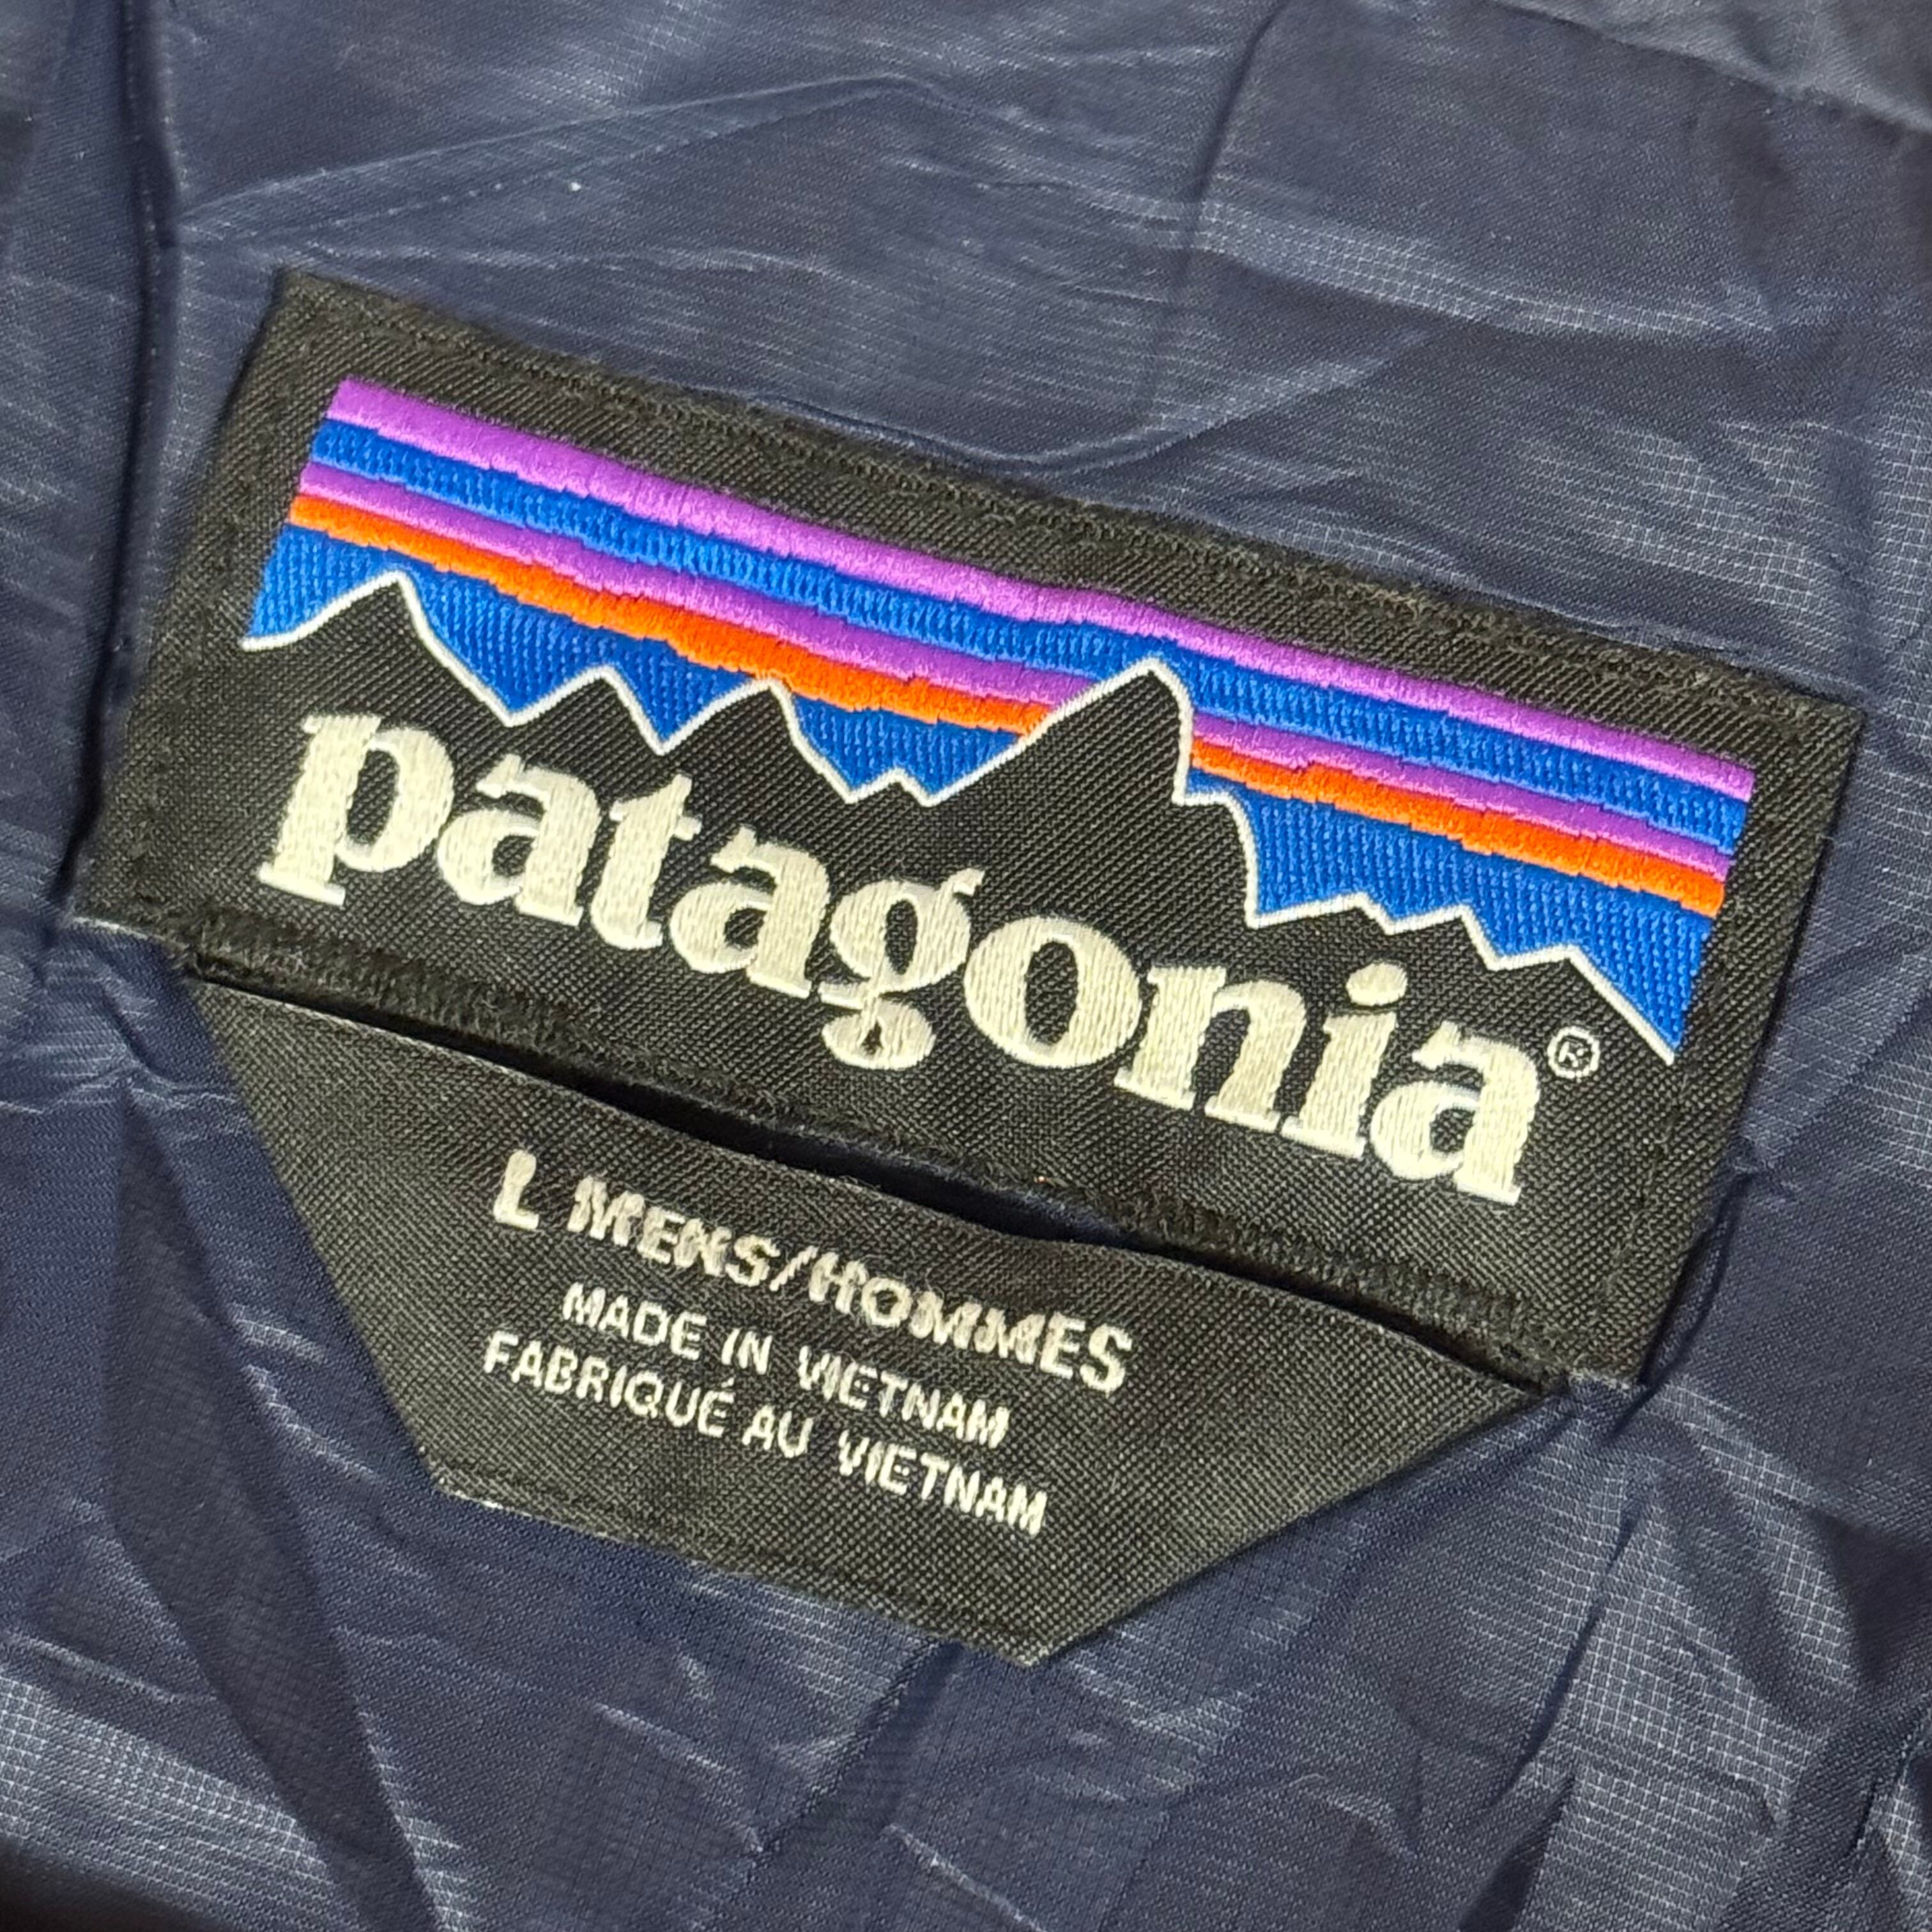 patagonia®
L MENS/HOMMES
MADE IN VIETNAM
FABRIQUÉ AU VIETNAM